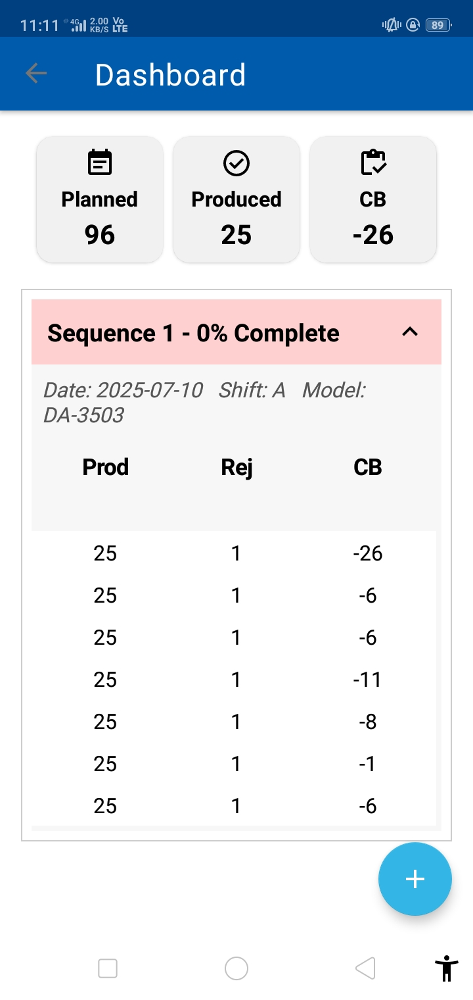 11:11 4G 2.00 KB/S Vo LTE 89
Dashboard
Planned Produced CB
96 25 -26
Sequence 1 - 0% Complete
Date: 2025-07-10 Shift: A Model:
DA-3503
Prod Rej CB
25 1 -26
25 1 -6
25 1 -6
25 1 -11
25 1 -8
25 1 -1
25 1 -6